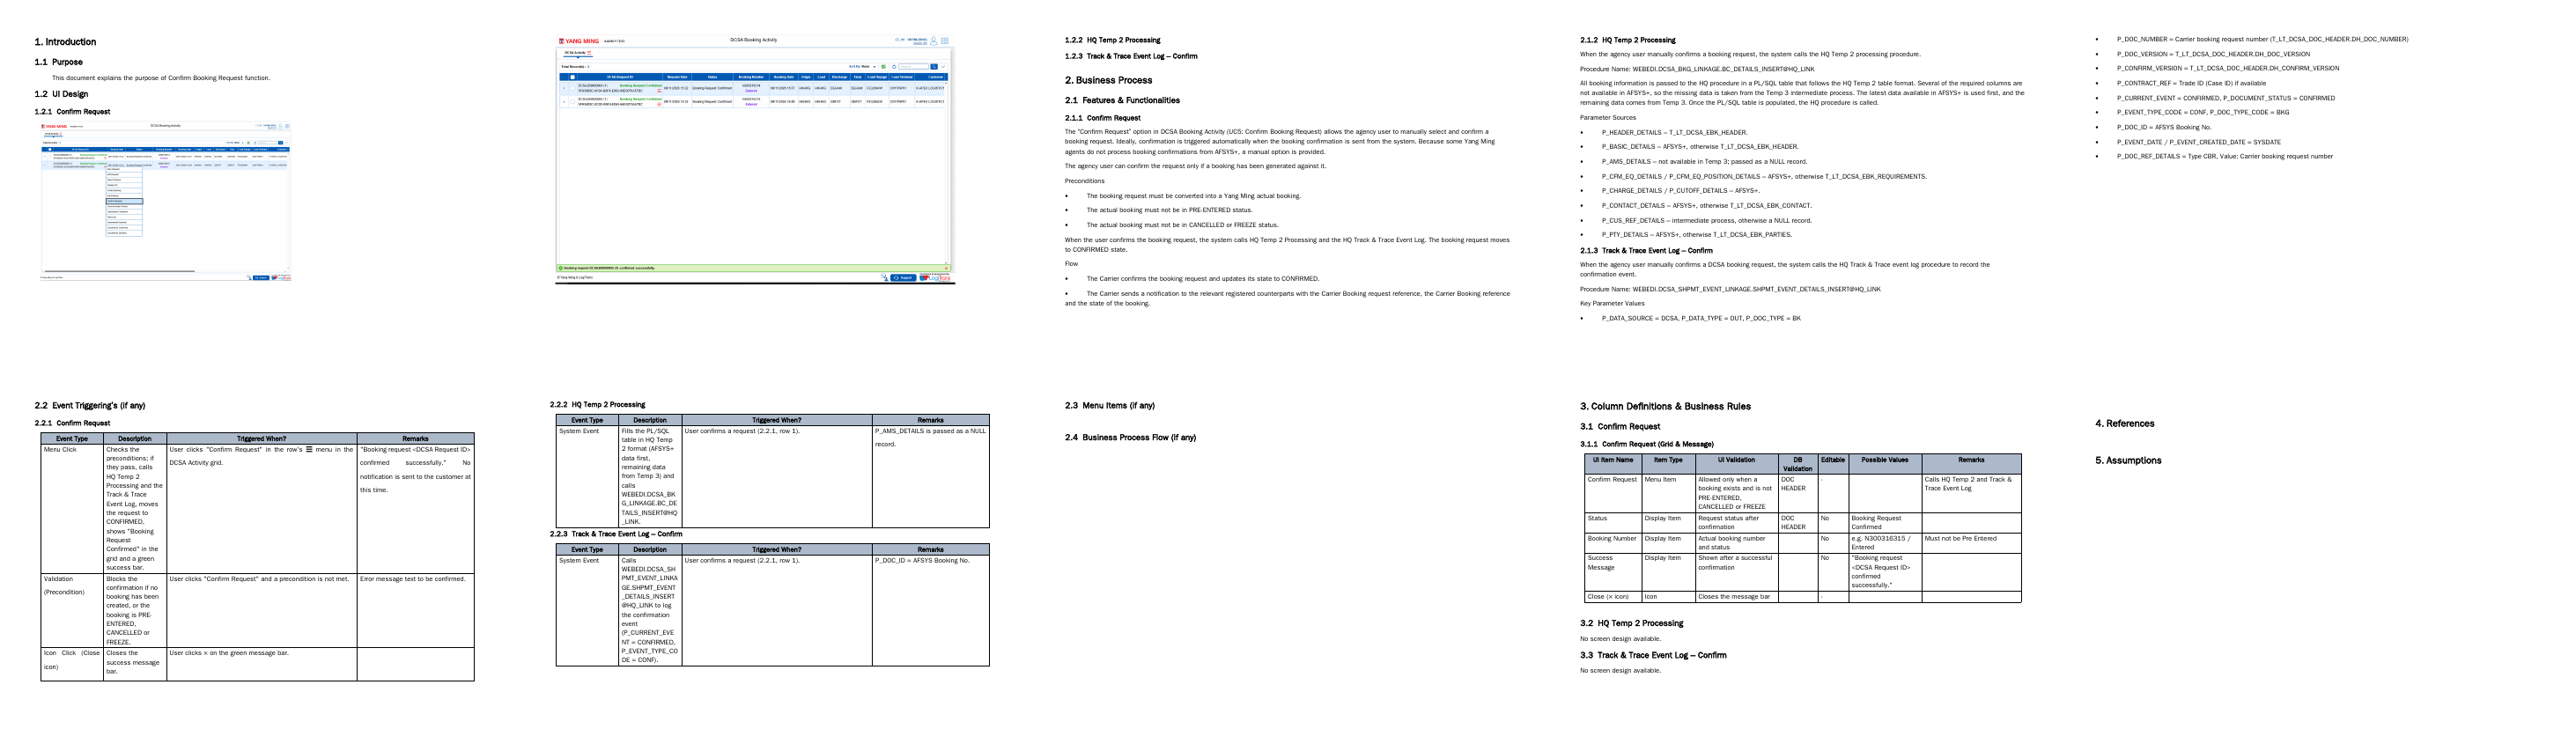 1. Introduction
1.1 Purpose
This document explains the purpose of Confirm Booking Request function.
1.2 UI Design
1.2.1 Confirm Request
YANG MING
DCSA Booking Activity
YANG MING
DCSA Booking Activity
DCSA Activity
Total Record(s) : 2
Sort By
DCSA Request ID Request Date Status Booking Number Booking Date Origin Load Discharge Final Load Voyage Load Terminal Customer
Booking Request Confirmed
Booking Request Confirmed
© Yang Ming & LogiTrans
Support
1.2.2 HQ Temp 2 Processing
1.2.3 Track & Trace Event Log – Confirm
2. Business Process
2.1 Features & Functionalities
2.1.1 Confirm Request
The "Confirm Request" option in DCSA Booking Activity (UC5: Confirm Booking Request) allows the agency user to manually select and confirm a
booking request. Ideally, confirmation is triggered automatically when the booking confirmation is sent from the system. Because some Yang Ming
agents do not process booking confirmations from AFSYS+, a manual option is provided.
The agency user can confirm the request only if a booking has been generated against it.
Preconditions
• The booking request must be converted into a Yang Ming actual booking.
• The actual booking must not be in PRE-ENTERED status.
• The actual booking must not be in CANCELLED or FREEZE status.
When the user confirms the booking request, the system calls HQ Temp 2 Processing and the HQ Track & Trace Event Log. The booking request moves
to CONFIRMED state.
Flow
• The Carrier confirms the booking request and updates its state to CONFIRMED.
• The Carrier sends a notification to the relevant registered counterparts with the Carrier Booking request reference, the Carrier Booking reference
and the state of the booking.
2.1.2 HQ Temp 2 Processing
When the agency user manually confirms a booking request, the system calls the HQ Temp 2 processing procedure.
Procedure Name: WEBEDI.DCSA_BKG_LINKAGE.BC_DETAILS_INSERT@HQ_LINK
All booking information is passed to the HQ procedure in a PL/SQL table that follows the HQ Temp 2 table format. Several of the required columns are
not available in AFSYS+, so the missing data is taken from the Temp 3 intermediate process. The latest data available in AFSYS+ is used first, and the
remaining data comes from Temp 3. Once the PL/SQL table is populated, the HQ procedure is called.
Parameter Sources
• P_HEADER_DETAILS – T_LT_DCSA_EBK_HEADER.
• P_BASIC_DETAILS – AFSYS+, otherwise T_LT_DCSA_EBK_HEADER.
• P_AMS_DETAILS – not available in Temp 3; passed as a NULL record.
• P_CFM_EQ_DETAILS / P_CFM_EQ_POSITION_DETAILS – AFSYS+, otherwise T_LT_DCSA_EBK_REQUIREMENTS.
• P_CHARGE_DETAILS / P_CUTOFF_DETAILS – AFSYS+.
• P_CONTACT_DETAILS – AFSYS+, otherwise T_LT_DCSA_EBK_CONTACT.
• P_CUS_REF_DETAILS – intermediate process, otherwise a NULL record.
• P_PTY_DETAILS – AFSYS+, otherwise T_LT_DCSA_EBK_PARTIES.
2.1.3 Track & Trace Event Log – Confirm
When the agency user manually confirms a DCSA booking request, the system calls the HQ Track & Trace event log procedure to record the
confirmation event.
Procedure Name: WEBEDI.DCSA_SHPMT_EVENT_LINKAGE.SHPMT_EVENT_DETAILS_INSERT@HQ_LINK
Key Parameter Values
• P_DATA_SOURCE = DCSA, P_DATA_TYPE = OUT, P_DOC_TYPE = BK
• P_DOC_NUMBER = Carrier booking request number (T_LT_DCSA_DOC_HEADER.DH_DOC_NUMBER)
• P_DOC_VERSION = T_LT_DCSA_DOC_HEADER.DH_DOC_VERSION
• P_CONFIRM_VERSION = T_LT_DCSA_DOC_HEADER.DH_CONFIRM_VERSION
• P_CONTRACT_REF = Trade ID (Case ID) if available
• P_CURRENT_EVENT = CONFIRMED, P_DOCUMENT_STATUS = CONFIRMED
• P_EVENT_TYPE_CODE = CONF, P_DOC_TYPE_CODE = BKG
• P_DOC_ID = AFSYS Booking No.
• P_EVENT_DATE / P_EVENT_CREATED_DATE = SYSDATE
• P_DOC_REF_DETAILS = Type CBR, Value: Carrier booking request number
2.2 Event Triggering's (if any)
2.2.1 Confirm Request
Event Type Description Triggered When? Remarks
Menu Click Checks the preconditions; if they pass, calls HQ Temp 2 Processing and the Track & Trace Event Log, moves the request to CONFIRMED, shows "Booking Request Confirmed" in the grid and a green success bar. User clicks "Confirm Request" in the row's ☰ menu in the DCSA Activity grid. "Booking request <DCSA Request ID> confirmed successfully." No notification is sent to the customer at this time.
Validation (Precondition) Blocks the confirmation if no booking has been created, or the booking is PRE-ENTERED, CANCELLED or FREEZE. User clicks "Confirm Request" and a precondition is not met. Error message text to be confirmed.
Icon Click (Close icon) Closes the success message bar. User clicks × on the green message bar.
2.2.2 HQ Temp 2 Processing
Event Type Description Triggered When? Remarks
System Event Fills the PL/SQL table in HQ Temp 2 format (AFSYS+ data first, remaining data from Temp 3) and calls WEBEDI.DCSA_BKG_LINKAGE.BC_DETAILS_INSERT@HQ_LINK. User confirms a request (2.2.1, row 1). P_AMS_DETAILS is passed as a NULL record.
2.2.3 Track & Trace Event Log – Confirm
Event Type Description Triggered When? Remarks
System Event Calls WEBEDI.DCSA_SHPMT_EVENT_LINKAGE.SHPMT_EVENT_DETAILS_INSERT@HQ_LINK to log the confirmation event (P_CURRENT_EVENT = CONFIRMED, P_EVENT_TYPE_CODE = CONF). User confirms a request (2.2.1, row 1). P_DOC_ID = AFSYS Booking No.
2.3 Menu Items (if any)
2.4 Business Process Flow (if any)
3. Column Definitions & Business Rules
3.1 Confirm Request
3.1.1 Confirm Request (Grid & Message)
UI Item Name Item Type UI Validation DB Validation Editable Possible Values Remarks
Confirm Request Menu Item Allowed only when a booking exists and is not PRE-ENTERED, CANCELLED or FREEZE DOC HEADER - Calls HQ Temp 2 and Track & Trace Event Log
Status Display Item Request status after confirmation DOC HEADER No Booking Request Confirmed
Booking Number Display Item Actual booking number and status No e.g. N300316315 / Entered Must not be Pre Entered
Success Message Display Item Shown after a successful confirmation No "Booking request <DCSA Request ID> confirmed successfully."
Close (× icon) Icon Closes the message bar -
3.2 HQ Temp 2 Processing
No screen design available.
3.3 Track & Trace Event Log – Confirm
No screen design available.
4. References
5. Assumptions